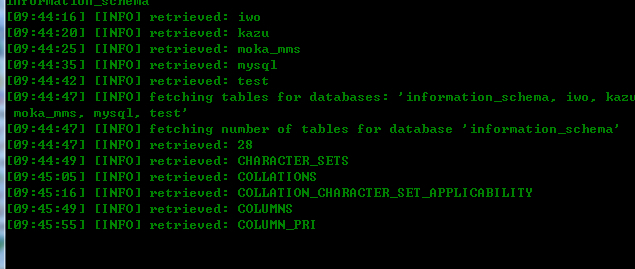 information_schema
[09:44:16] [INFO] retrieved: iwo
[09:44:20] [INFO] retrieved: kazu
[09:44:25] [INFO] retrieved: moka_mms
[09:44:35] [INFO] retrieved: mysql
[09:44:42] [INFO] retrieved: test
[09:44:47] [INFO] fetching tables for databases: 'information_schema, iwo, kazu
moka_mms, mysql, test'
[09:44:47] [INFO] fetching number of tables for database 'information_schema'
[09:44:47] [INFO] retrieved: 28
[09:44:49] [INFO] retrieved: CHARACTER_SETS
[09:45:05] [INFO] retrieved: COLLATIONS
[09:45:16] [INFO] retrieved: COLLATION_CHARACTER_SET_APPLICABILITY
[09:45:49] [INFO] retrieved: COLUMNS
[09:45:55] [INFO] retrieved: COLUMN_PRI